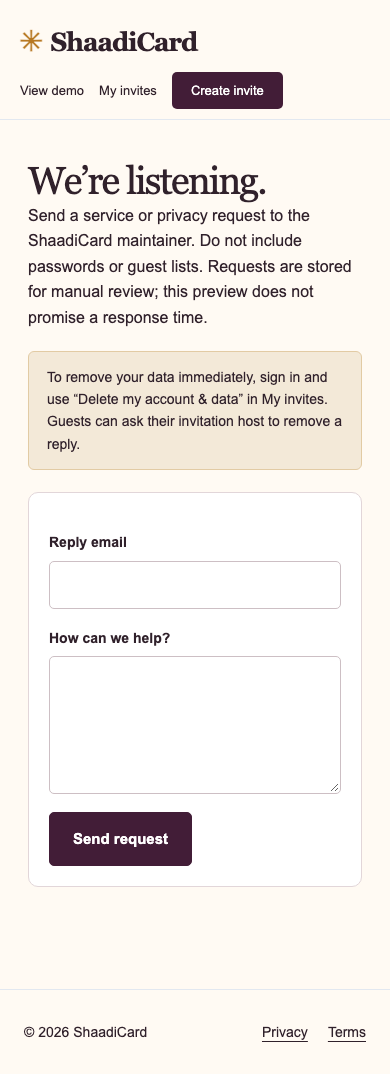 ShaadiCard
View demo
My invites
Create invite
We’re listening.
Send a service or privacy request to the
ShaadiCard maintainer. Do not include
passwords or guest lists. Requests are stored
for manual review; this preview does not
promise a response time.
To remove your data immediately, sign in and
use “Delete my account & data” in My invites.
Guests can ask their invitation host to remove a
reply.
Reply email
How can we help?
Send request
© 2026 ShaadiCard
Privacy
Terms